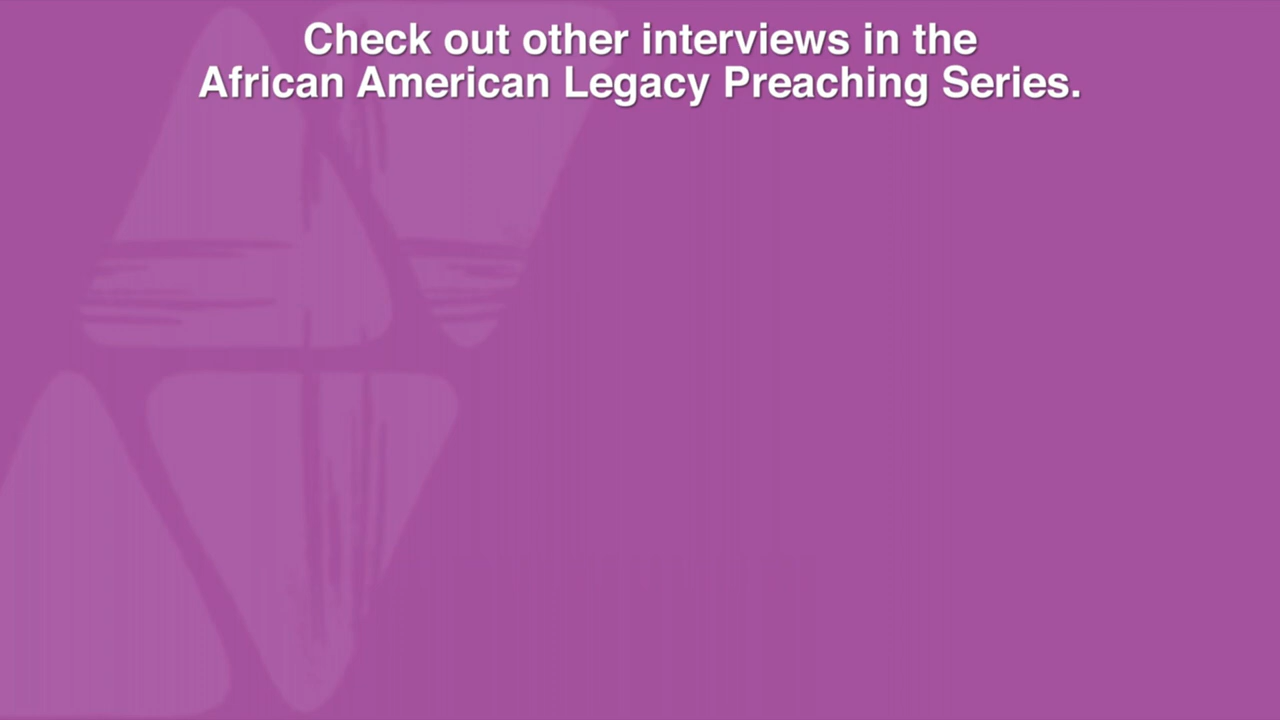 Check out other interviews in the
African American Legacy Preaching Series.